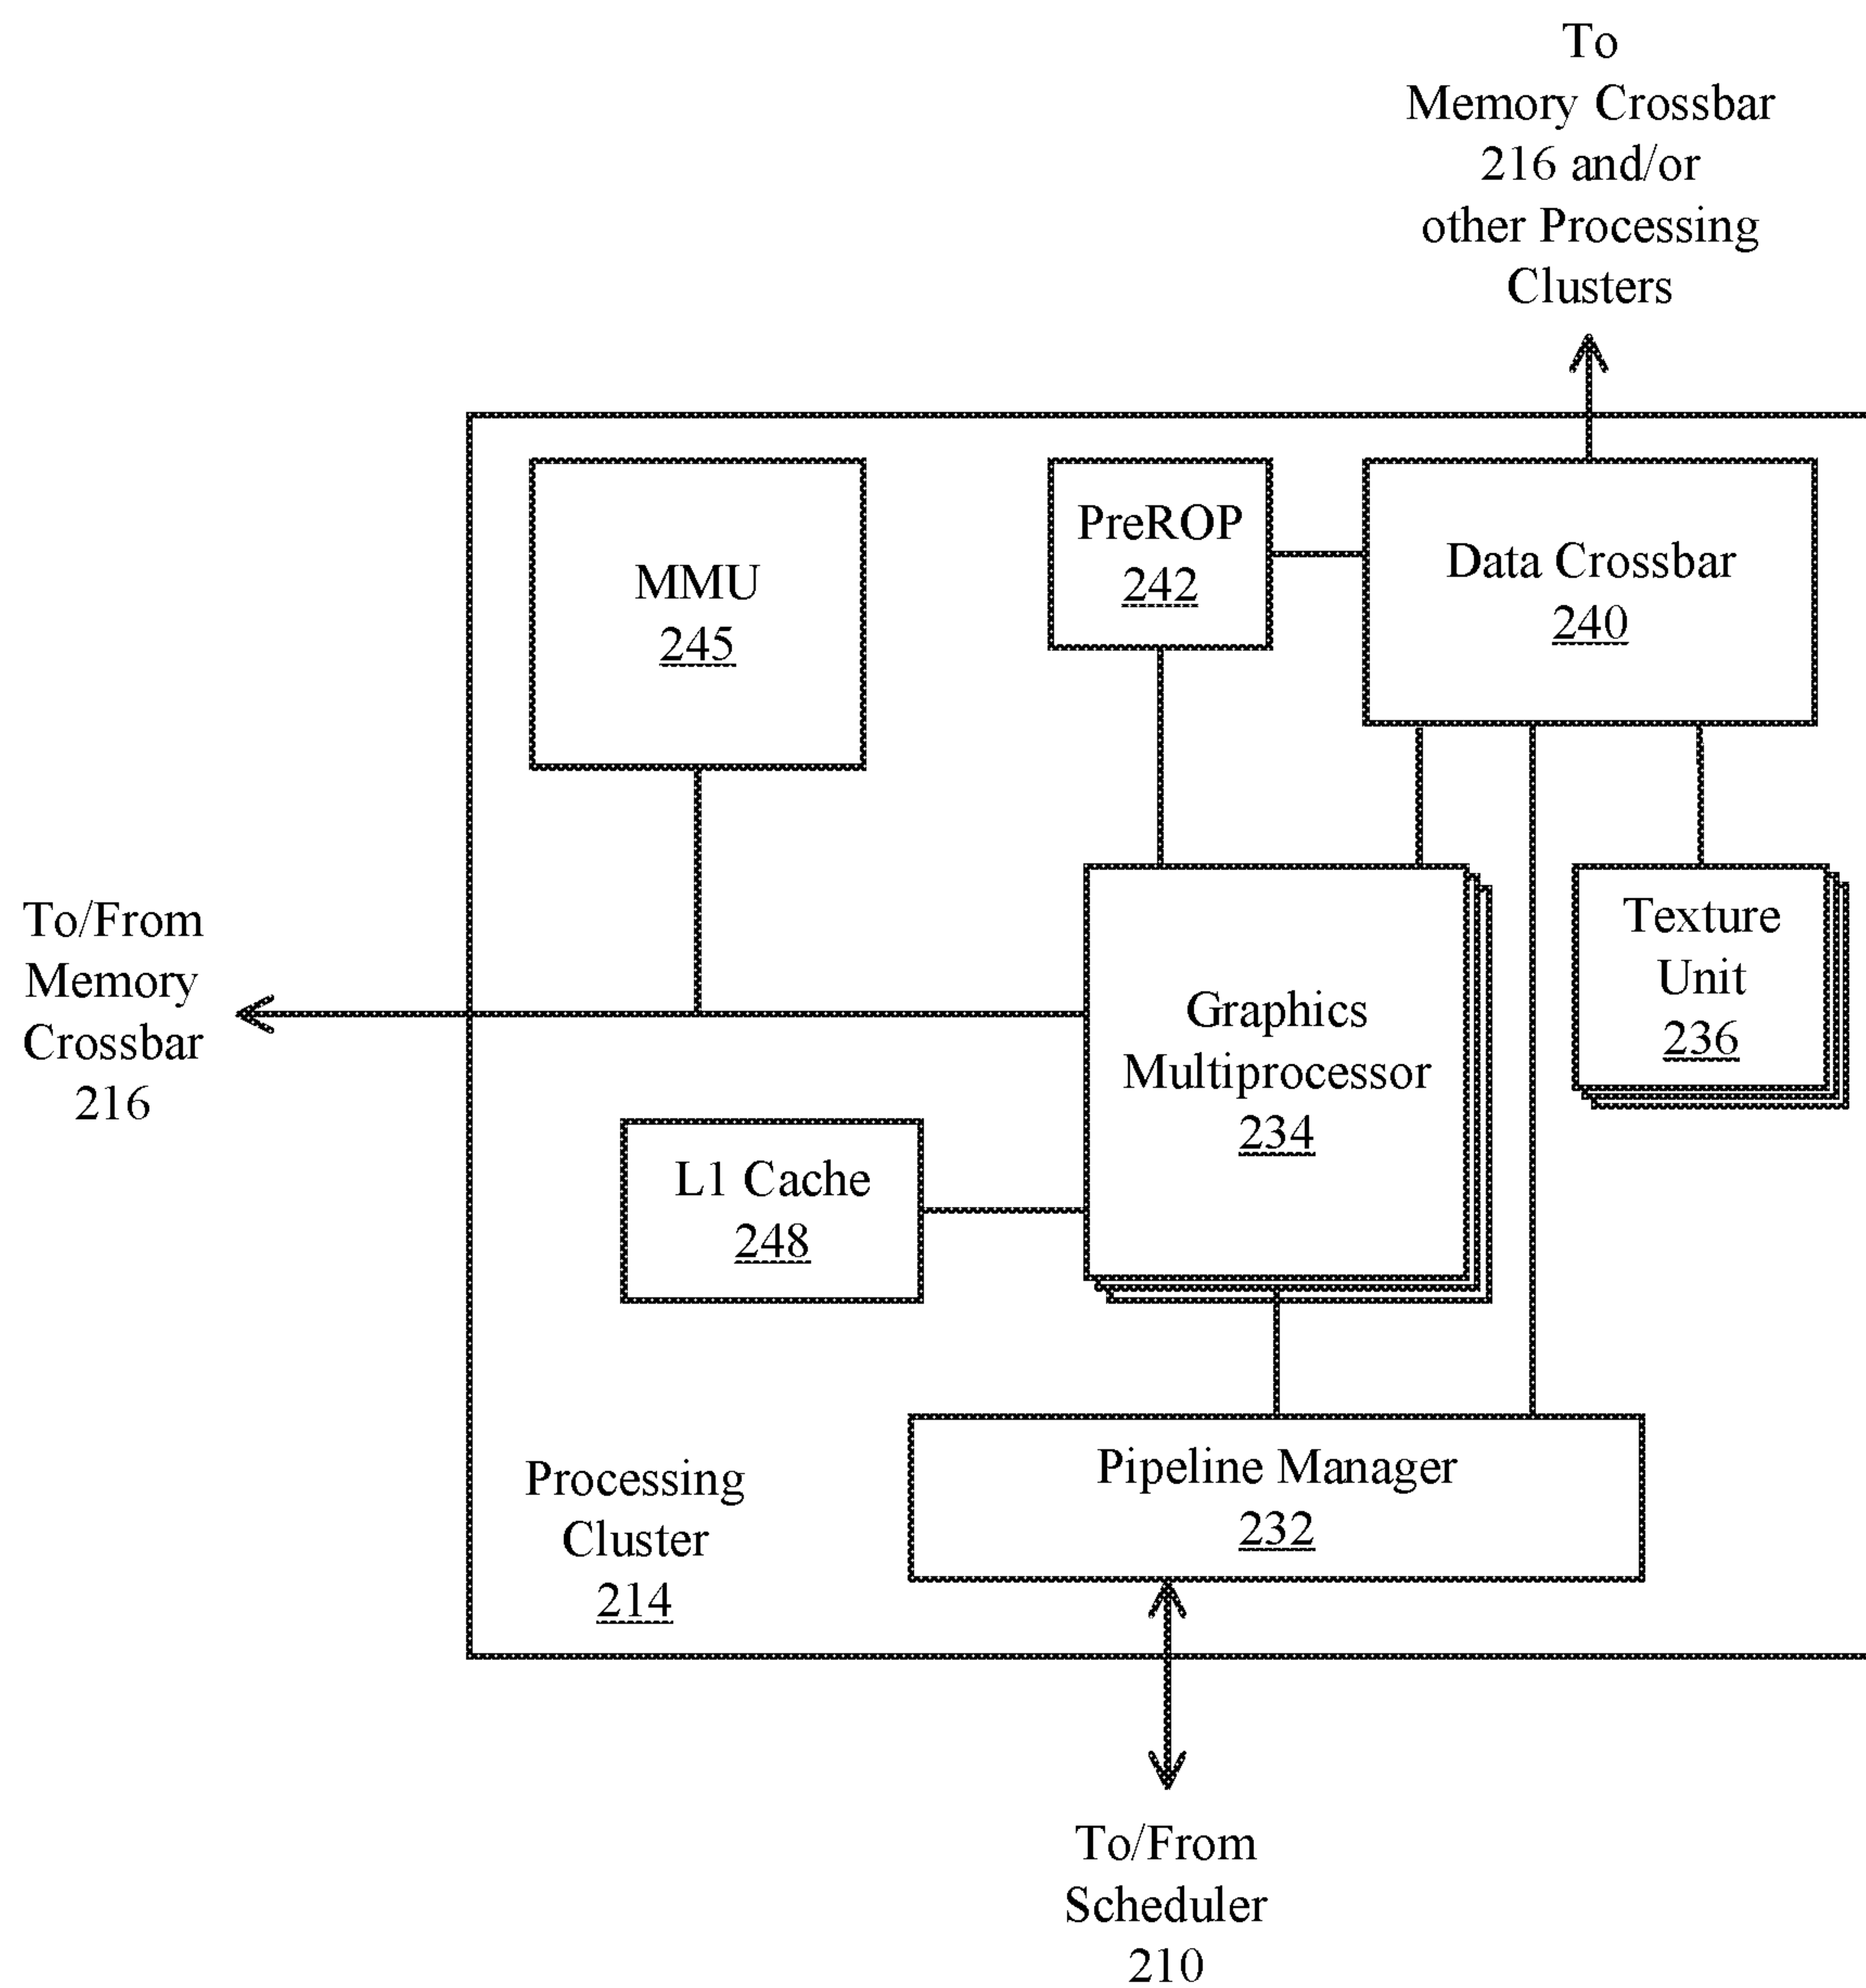 To
Memory Crossbar
216 and/or
other Processing
Clusters
MMU
245
PreROP
242
Data Crossbar
240
To/From
Memory
Crossbar
216
Graphics
Multiprocessor
234
Texture
Unit
236
L1 Cache
248
Processing
Cluster
214
Pipeline Manager
232
To/From
Scheduler
210